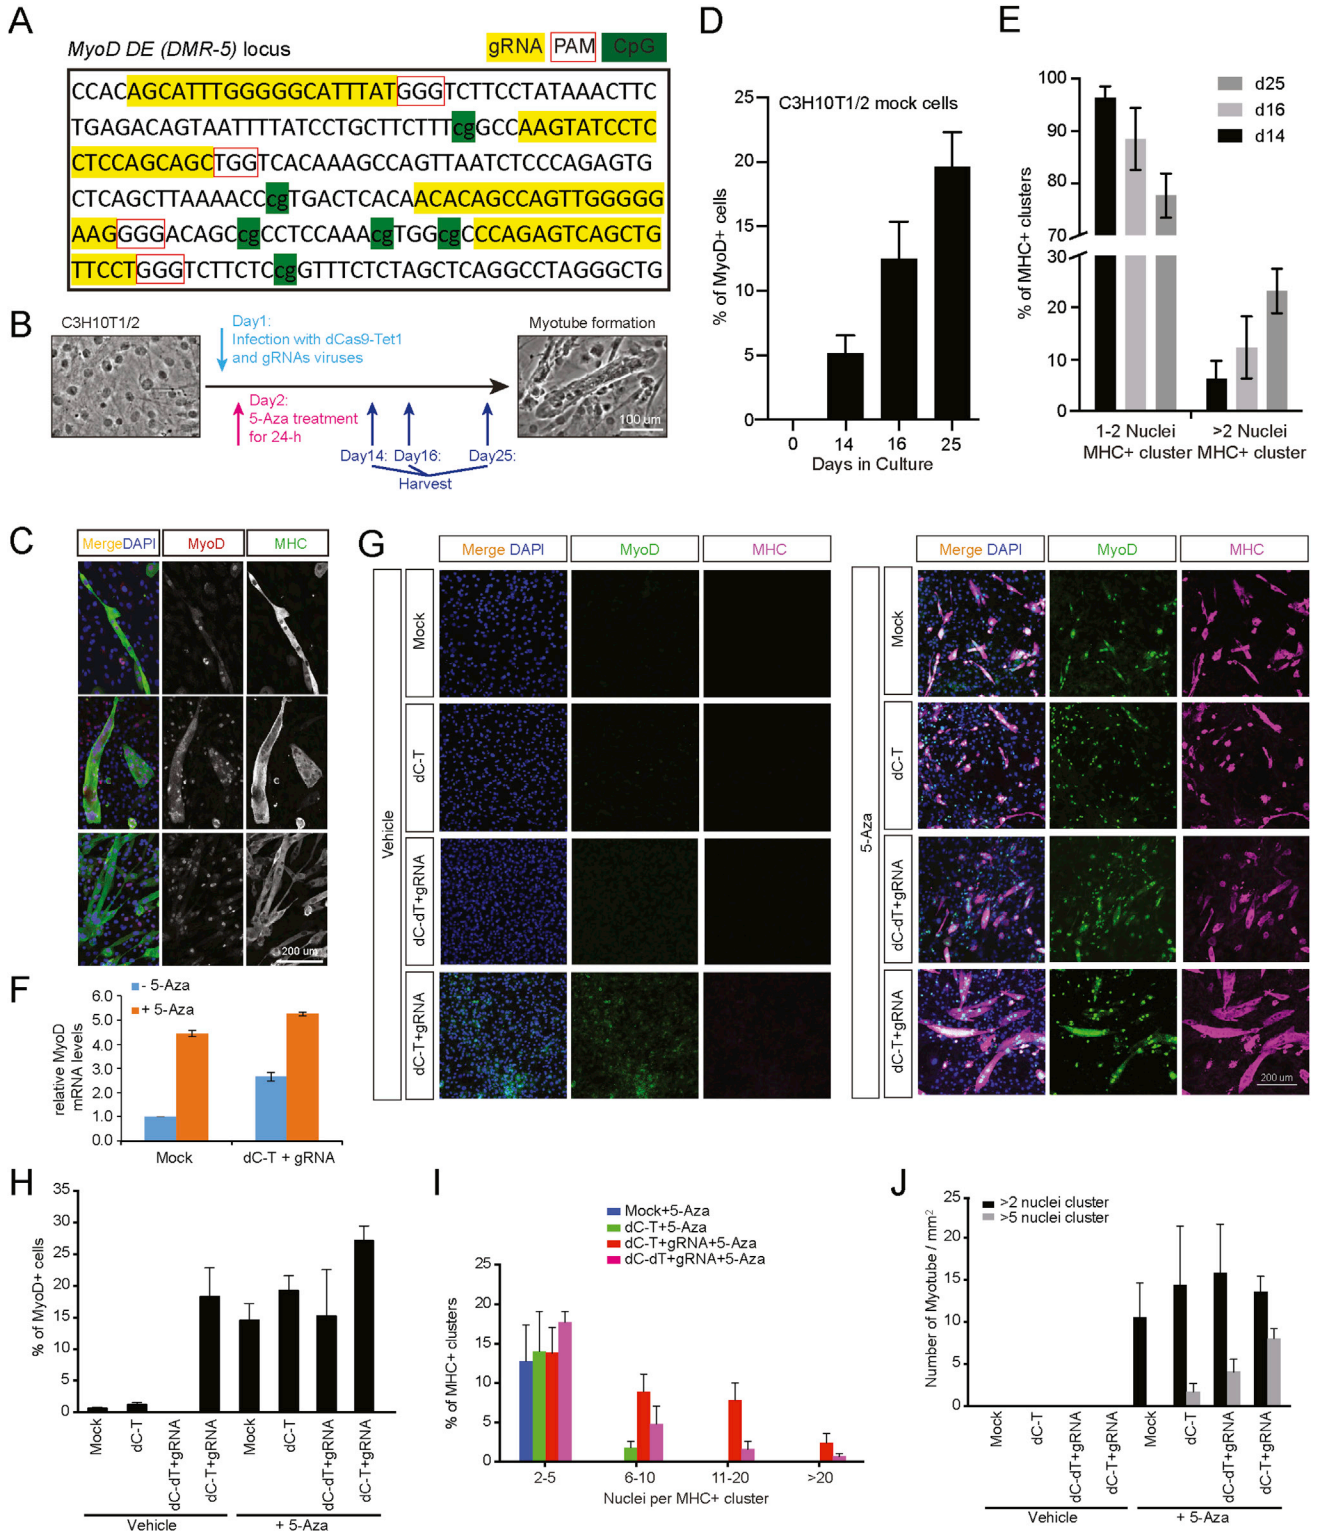 A
MyoD DE (DMR-5) locus
gRNA PAM CpG
CCACAGCATTTGGGGGCATTTATGGGTCTTCCTATAAACTTC
TGAGACAGTAATTTTATCCTGCTTCTTTcgGCCAAGTATCCTC
CTCCAGCAGCTGGTCACAAAGCCAGTTAATCTCCCAGAGTG
CTCAGCTTAAAACCcgTGACTCACAACACAGCCAGTTGGGGG
AAGGGGACAGCcgCCTCCAAAcgTGGcgCCCAGAGTCAGCTG
TTCCTGGGTCTTCTCcgGTTTCTCTAGCTCAGGCCTAGGGCTG
B
C3H10T1/2
Day1:
Infection with dCas9-Tet1
and gRNAs viruses
Day2:
5-Aza treatment
for 24-h
Day14: Day16: Day25:
Harvest
Myotube formation
100 um
D
C3H10T1/2 mock cells
% of MyoD+ cells
25
20
15
10
5
0
0 14 16 25
Days in Culture
E
% of MHC+ clusters
100
90
80
70
30
20
10
0
d25
d16
d14
1-2 Nuclei
MHC+ cluster
>2 Nuclei
MHC+ cluster
C
MergeDAPI MyoD MHC
200 um
F
relative MyoD
mRNA levels
- 5-Aza
+ 5-Aza
6.0
5.0
4.0
3.0
2.0
1.0
0.0
Mock dC-T + gRNA
G
Merge DAPI MyoD MHC
Vehicle
Mock
dC-T
dC-dT+gRNA
dC-T+gRNA
Merge DAPI MyoD MHC
5-Aza
Mock
dC-T
dC-dT+gRNA
dC-T+gRNA
200 um
H
% of MyoD+ cells
35
30
25
20
15
10
5
0
Mock
dC-T
dC-dT+gRNA
dC-T+gRNA
Mock
dC-T
dC-dT+gRNA
dC-T+gRNA
Vehicle + 5-Aza
I
Mock+5-Aza
dC-T+5-Aza
dC-T+gRNA+5-Aza
dC-dT+gRNA+5-Aza
% of MHC+ clusters
25
20
15
10
5
0
2-5 6-10 11-20 >20
Nuclei per MHC+ cluster
J
>2 nuclei cluster
>5 nuclei cluster
Number of Myotube / mm²
25
20
15
10
5
0
Mock
dC-T
dC-dT+gRNA
dC-T+gRNA
Mock
dC-T
dC-dT+gRNA
dC-T+gRNA
Vehicle + 5-Aza